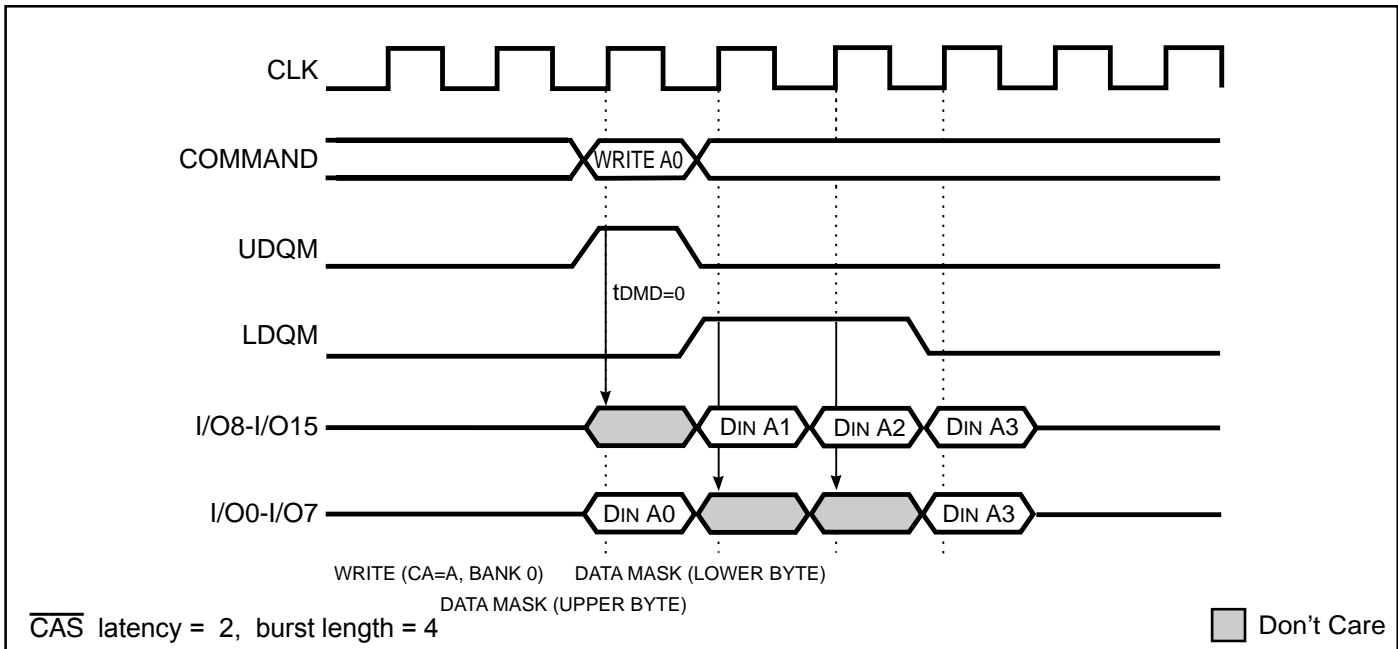 CLK
COMMAND WRITE A0
UDQM
tDMD=0
LDQM
I/O8-I/O15 DIN A1 DIN A2 DIN A3
I/O0-I/O7 DIN A0 DIN A3
WRITE (CA=A, BANK 0) DATA MASK (LOWER BYTE)
DATA MASK (UPPER BYTE)
CAS latency = 2, burst length = 4 Don't Care